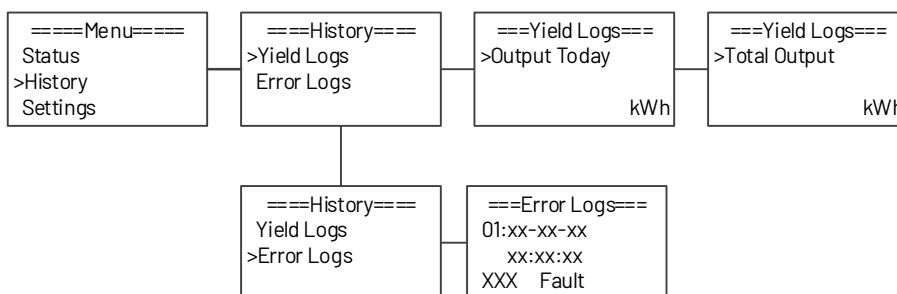 =====Menu=====
Status
>History
Settings
====History====
>Yield Logs
Error Logs
===Yield Logs===
>Output Today
kWh
===Yield Logs===
>Total Output
kWh
====History====
Yield Logs
>Error Logs
===Error Logs===
01:xx-xx-xx
xx:xx:xx
XXX Fault